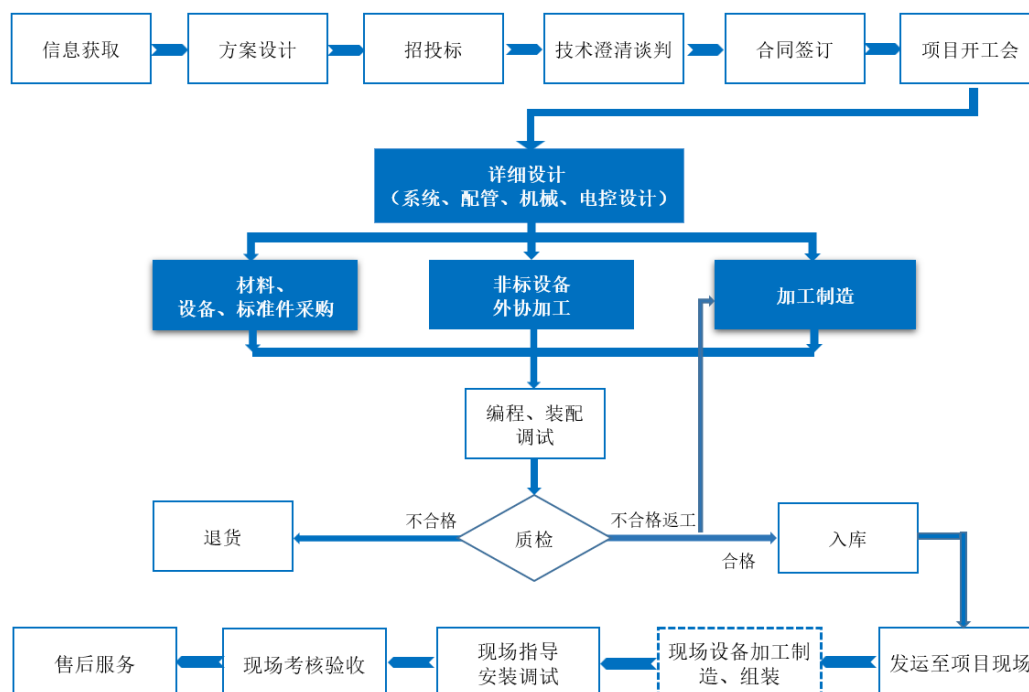 信息获取
方案设计
招投标
技术澄清谈判
合同签订
项目开工会
详细设计
（系统、配管、机械、电控设计）
材料、
设备、标准件采购
非标设备
外协加工
加工制造
编程、装配
调试
不合格
质检
不合格返工
合格
退货
入库
售后服务
现场考核验收
现场指导
安装调试
现场设备加工制
造、组装
发运至项目现场